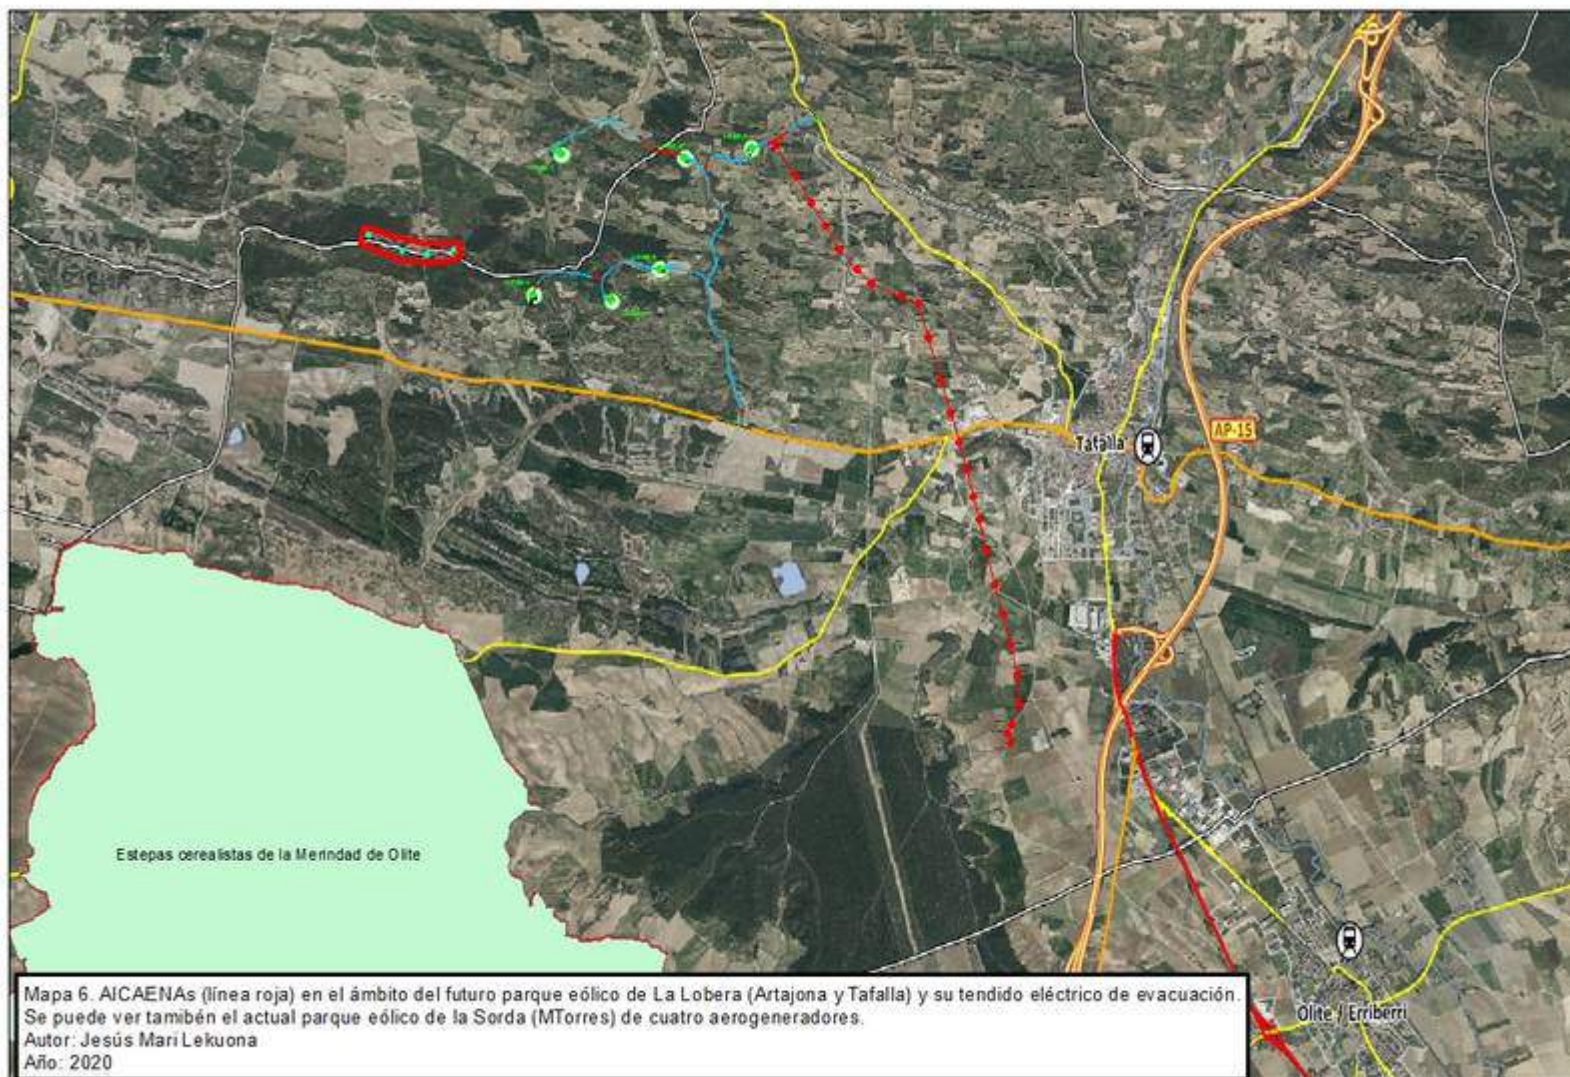 AP-15
Tafalla
Estepas cerealistas de la Merindad de Olite
Olite / Erriberri
Mapa 6. AICAENAs (línea roja) en el ámbito del futuro parque eólico de La Lobera (Artajona y Tafalla) y su tendido eléctrico de evacuación.
Se puede ver también el actual parque eólico de la Sorda (MTorres) de cuatro aerogeneradores.
Autor: Jesús Mari Lekuona
Año: 2020